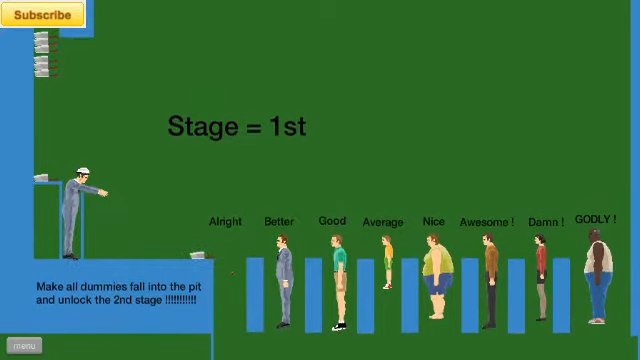 Subscribe
Stage = 1st
Alright Better Good Average Nice Awesome ! Damn ! GODLY !
Make all dummies fall into the pit
and unlock the 2nd stage !!!!!!!!!!!
menu